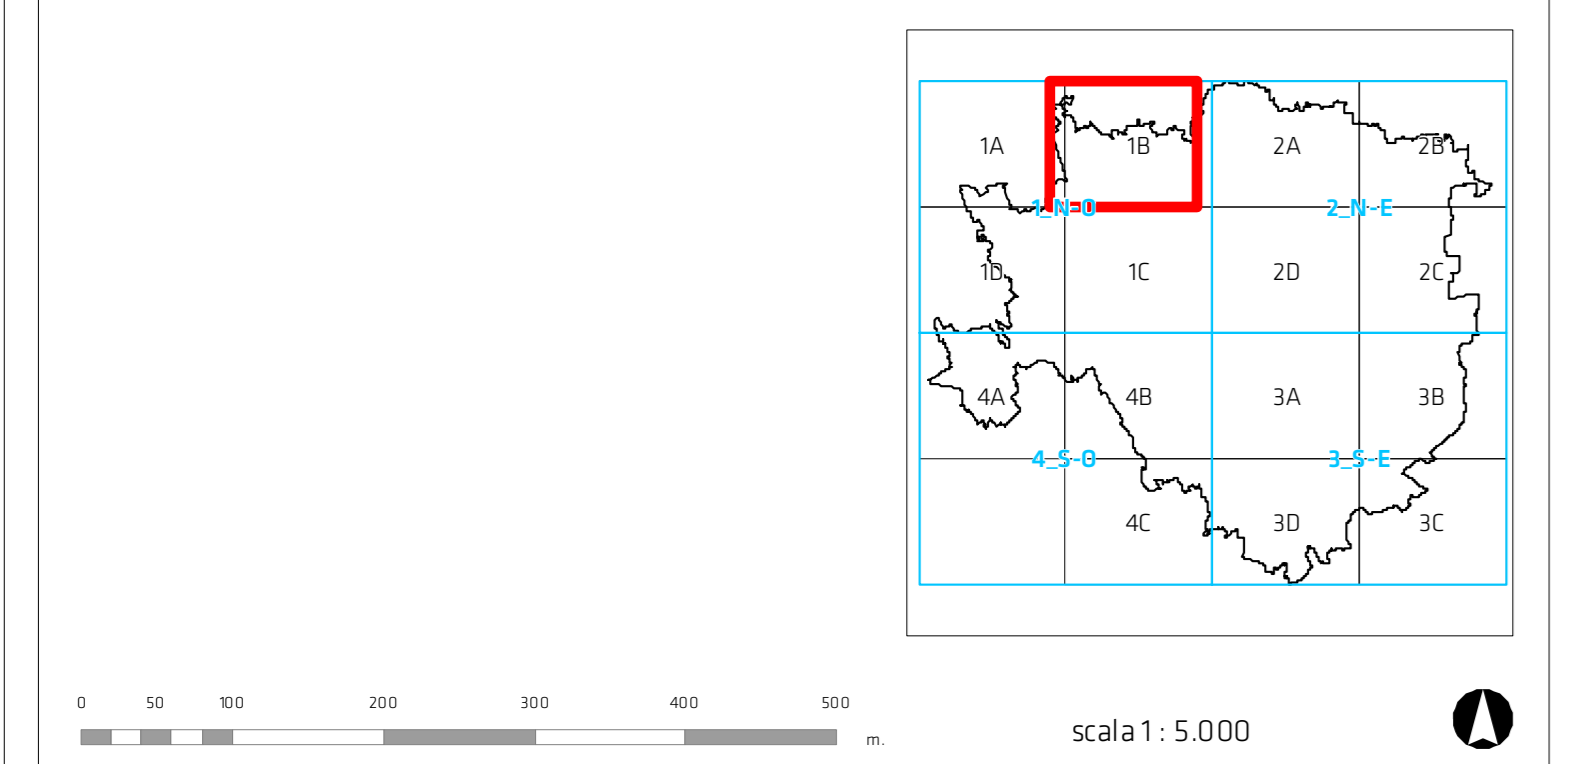 1A 1B 2A 2B
1_N-O 2_N-E
1D 1C 2D 2C
4A 4B 3A 3B
4_S-O 3_S-E
4C 3D 3C
0 50 100 200 300 400 500
m.
scala 1 : 5.000